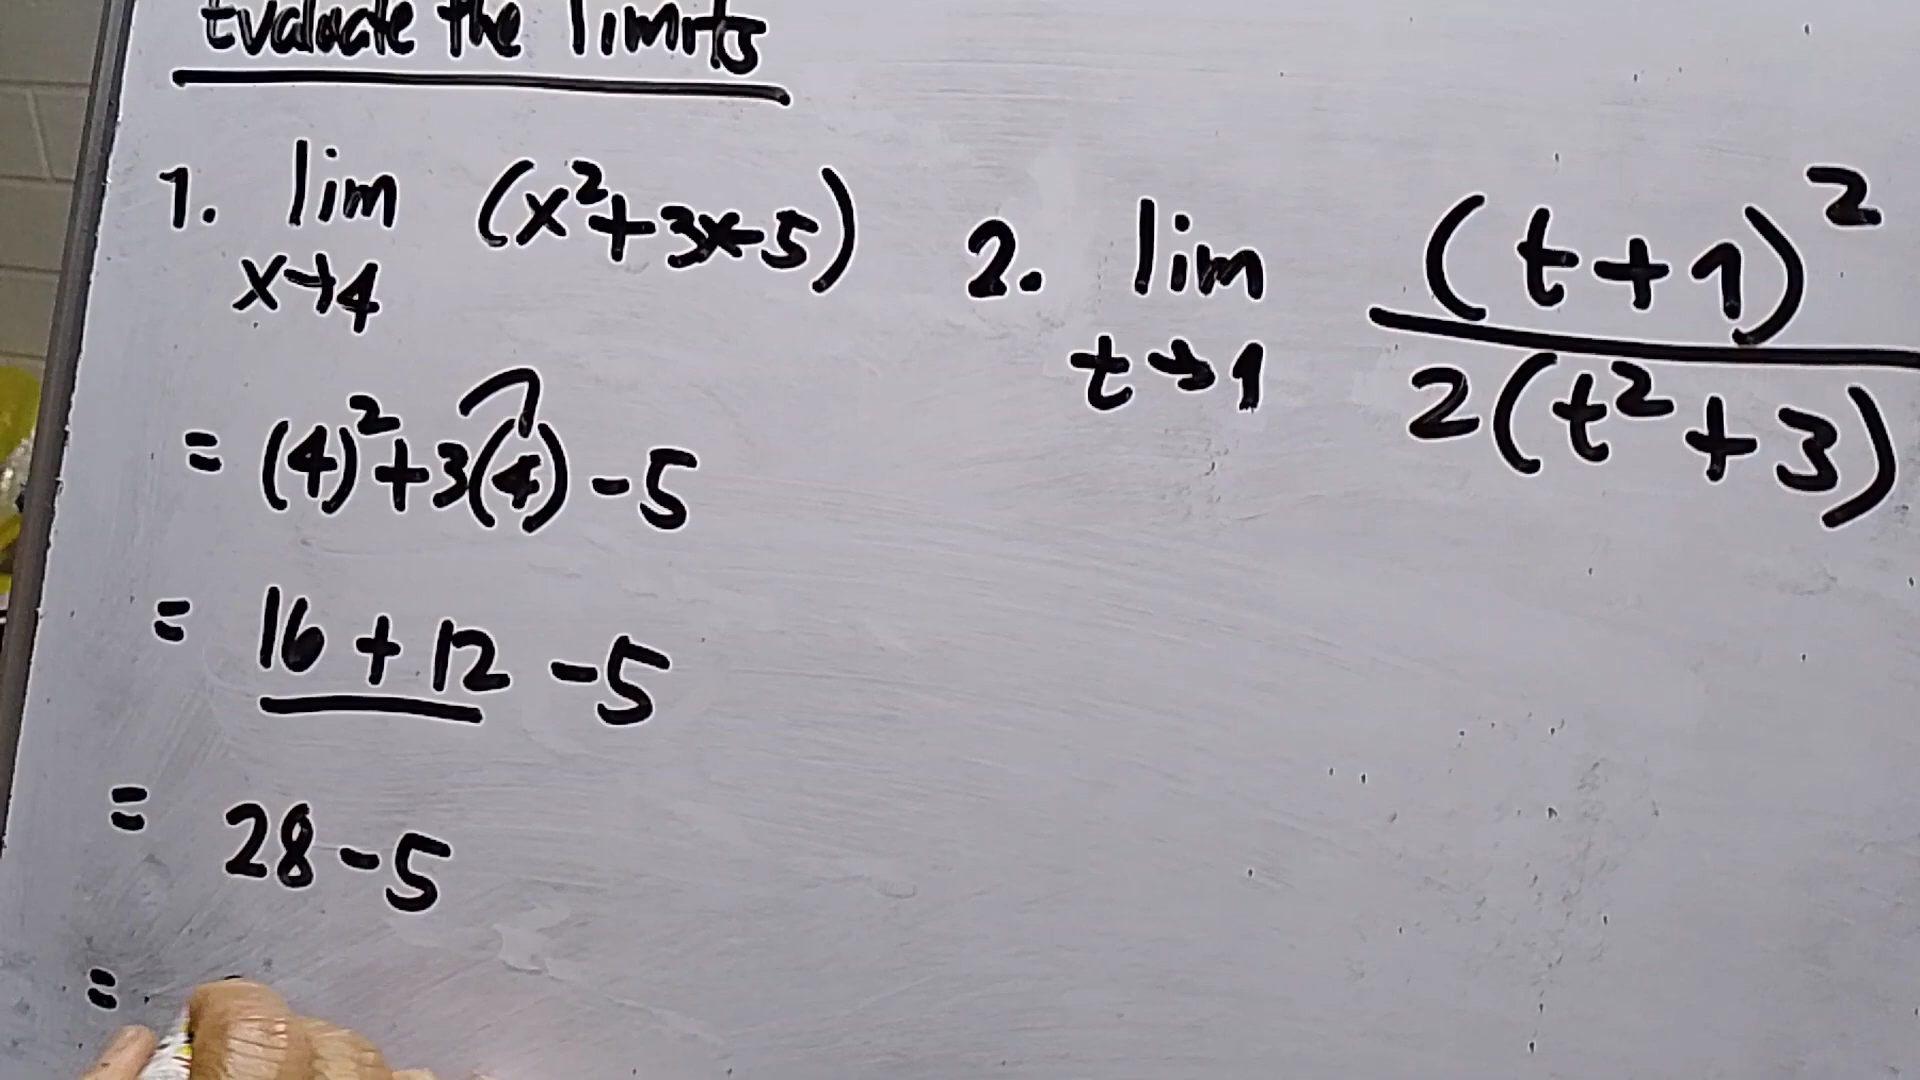 Evaluate the limits
1. lim (x²+3x-5)
x→4
= (4)²+3(4)-5
= 16+12-5
= 28-5
=
2. lim (t+1)²
t→1 2(t²+3)